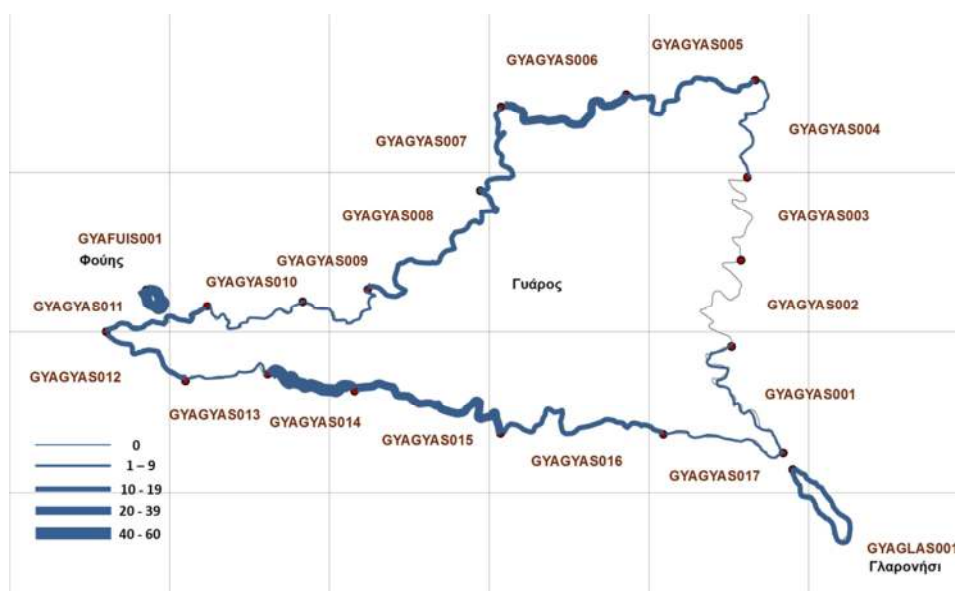 GYAGYAS005
GYAGYAS006
GYAGYAS004
GYAGYAS007
GYAGYAS003
GYAGYAS008
GYAFUIS001
Φούης
GYAGYAS009
GYAGYAS010
Γυάρος
GYAGYAS011
GYAGYAS002
GYAGYAS012
GYAGYAS013
GYAGYAS014
GYAGYAS001
GYAGYAS015
GYAGYAS016
GYAGYAS017
0
1 – 9
10 - 19
20 - 39
40 - 60
GYAGLAS001
Γλαρονήσι